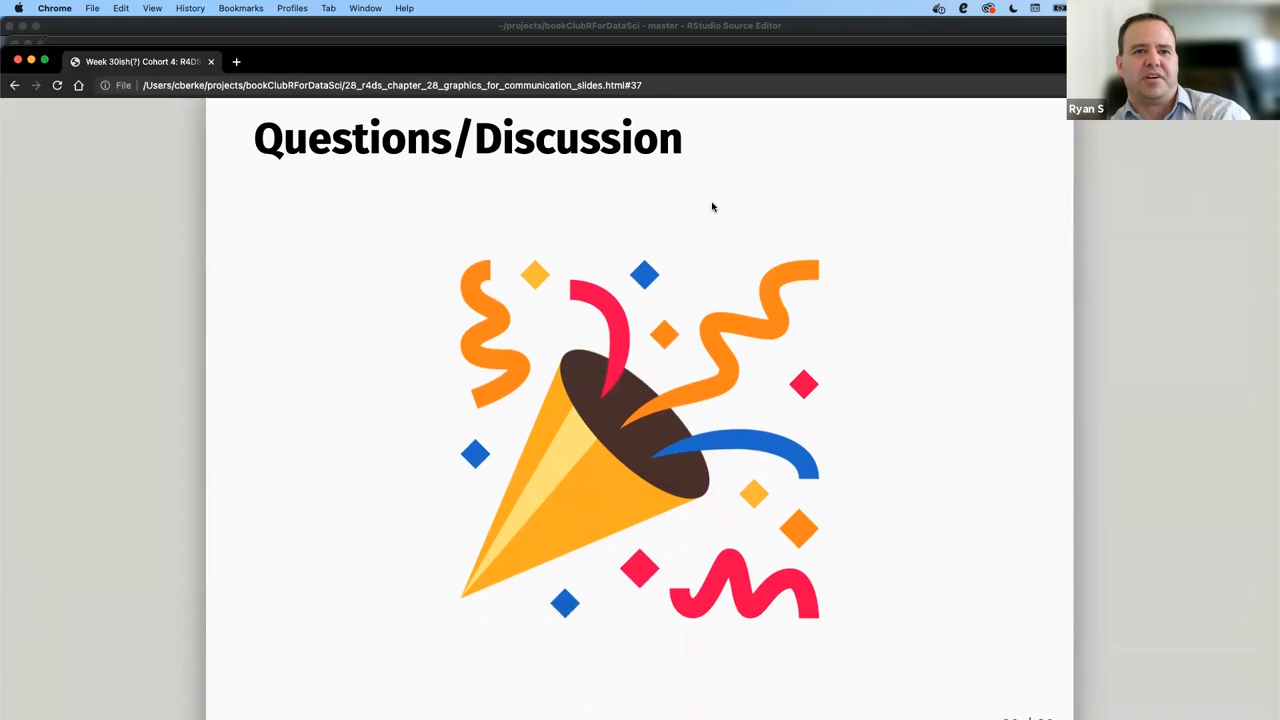 Chrome File Edit View History Bookmarks Profiles Tab Window Help
~/projects/bookClubRForDataSci - master - RStudio Source Editor
Week 30ish(?) Cohort 4: R4DS
File /Users/cberke/projects/bookClubRForDataSci/28_r4ds_chapter_28_graphics_for_communication_slides.html#37
Ryan S
Questions/Discussion